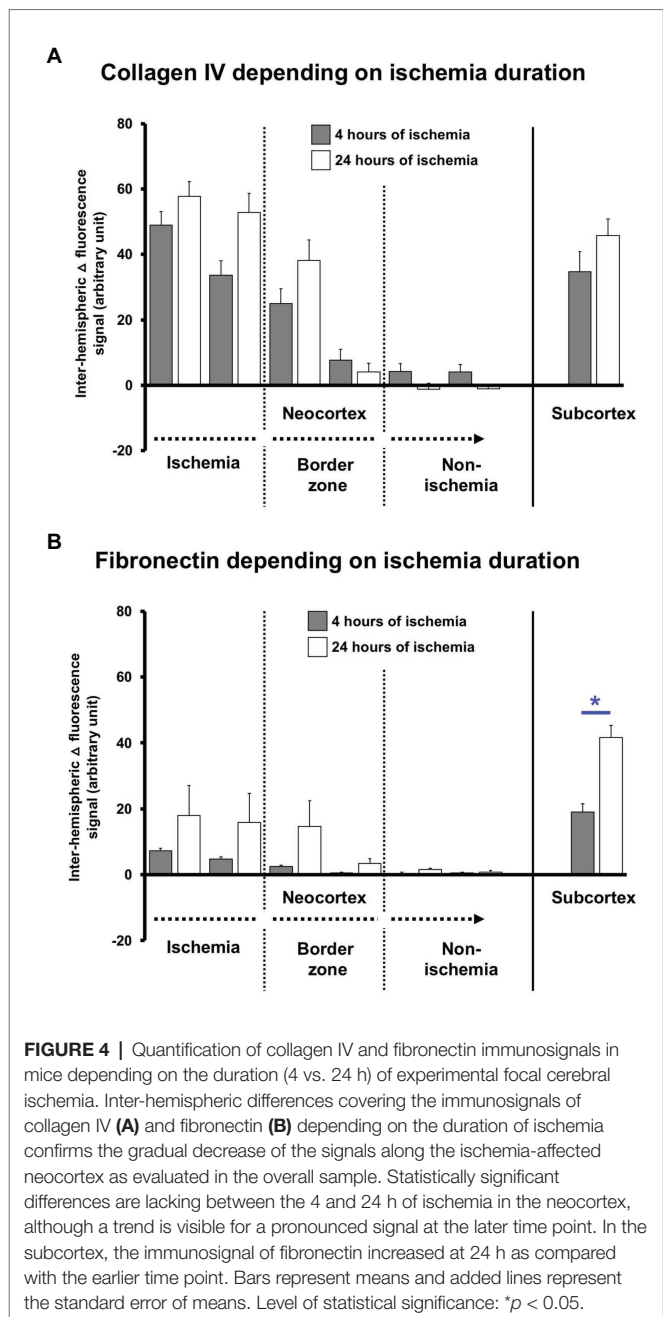 A
Collagen IV depending on ischemia duration
4 hours of ischemia
24 hours of ischemia
Inter-hemispheric Δ fluorescence
signal (arbitrary unit)
80
60
40
20
0
-20
Neocortex
Subcortex
Ischemia
Border
zone
Non-
ischemia
B
Fibronectin depending on ischemia duration
4 hours of ischemia
24 hours of ischemia
Inter-hemispheric Δ fluorescence
signal (arbitrary unit)
80
60
40
20
0
-20
*
Neocortex
Subcortex
Ischemia
Border
zone
Non-
ischemia
FIGURE 4 | Quantification of collagen IV and fibronectin immunosignals in
mice depending on the duration (4 vs. 24 h) of experimental focal cerebral
ischemia. Inter-hemispheric differences covering the immunosignals of
collagen IV (A) and fibronectin (B) depending on the duration of ischemia
confirms the gradual decrease of the signals along the ischemia-affected
neocortex as evaluated in the overall sample. Statistically significant
differences are lacking between the 4 and 24 h of ischemia in the neocortex,
although a trend is visible for a pronounced signal at the later time point. In the
subcortex, the immunosignal of fibronectin increased at 24 h as compared
with the earlier time point. Bars represent means and added lines represent
the standard error of means. Level of statistical significance: *p < 0.05.